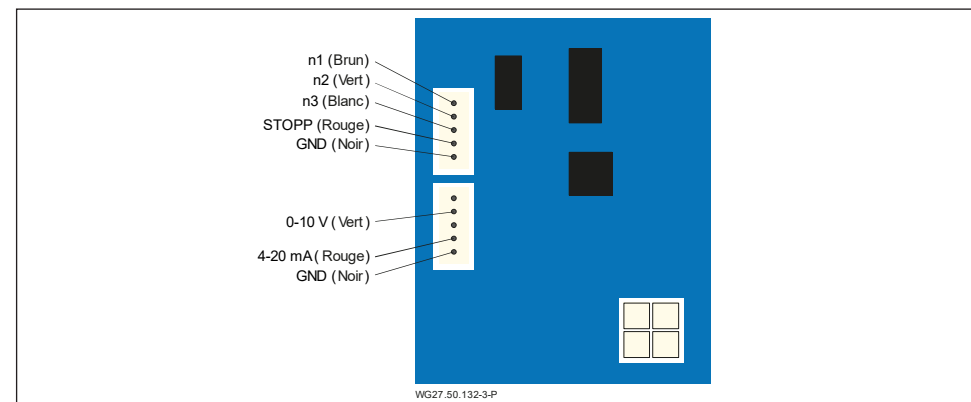 n1 (Brun)
n2 (Vert)
n3 (Blanc)
STOPP (Rouge)
GND (Noir)
0-10 V (Vert)
4-20 mA ( Rouge)
GND (Noir)
WG27.50.132-3-P